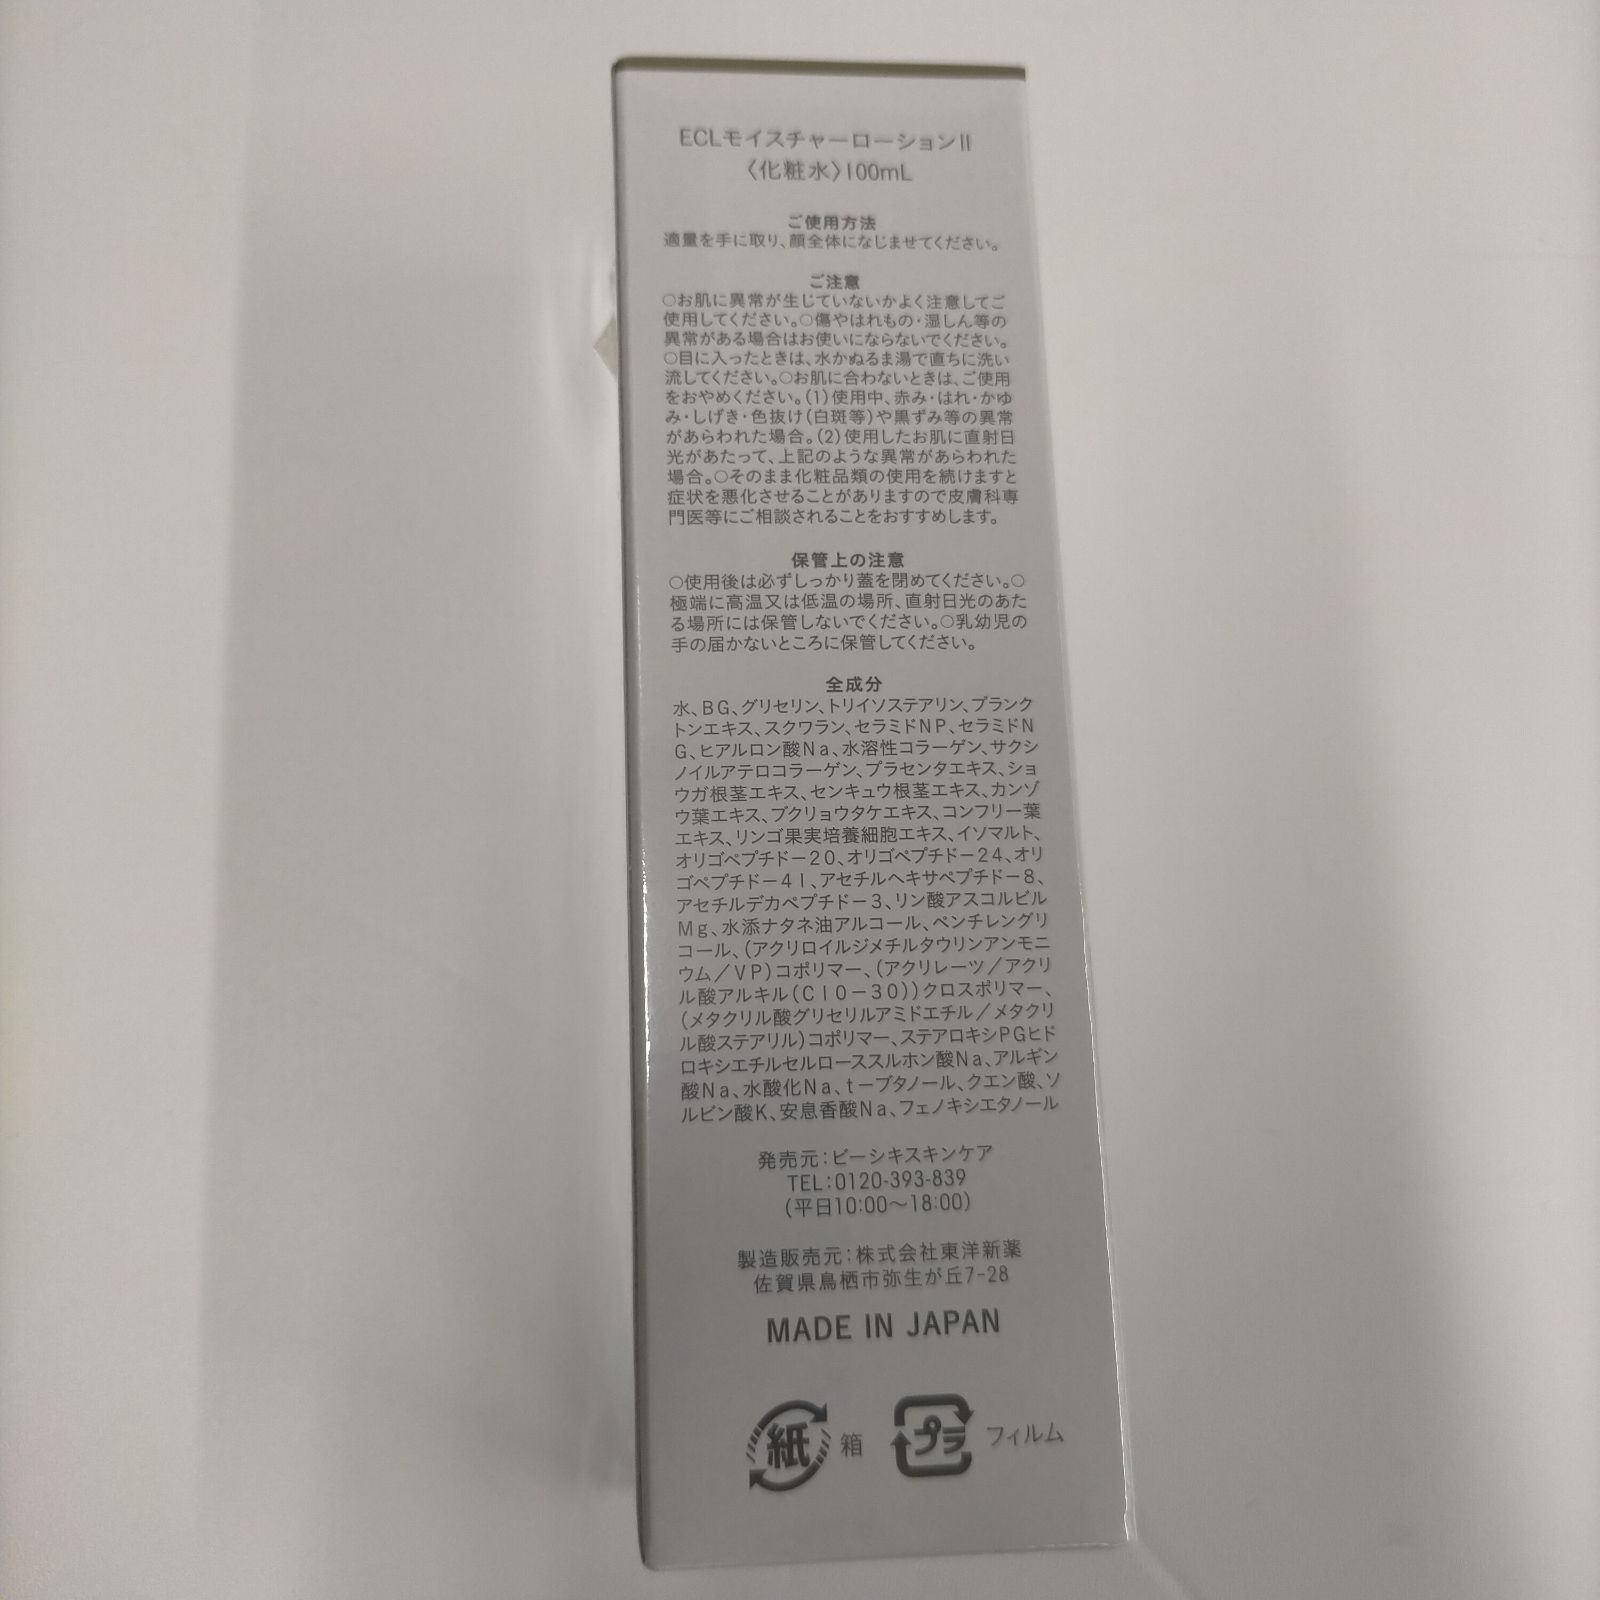 ECLモイスチャーローションⅡ
〈化粧水〉100mL
ご使用方法
適量を手に取り、顔全体になじませてください。
ご注意
○お肌に異常が生じていないかよく注意してご
使用してください。○傷やはれもの・湿しん等の
異常がある場合はお使いにならないでください。
○目に入ったときは、水かぬるま湯で直ちに洗い
流してください。○お肌に合わないときは、ご使用
をおやめください。(1)使用中、赤み・はれ・かゆ
み・しげき・色抜け(白斑等)や黒ずみ等の異常
があらわれた場合。(2)使用したお肌に直射日
光があたって、上記のような異常があらわれた
場合。○そのまま化粧品類の使用を続けますと
症状を悪化させることがありますので皮膚科専
門医等にご相談されることをおすすめします。
保管上の注意
○使用後は必ずしっかり蓋を閉めてください。○
極端に高温又は低温の場所、直射日光のあた
る場所には保管しないでください。○乳幼児の
手の届かないところに保管してください。
全成分
水、BG、グリセリン、トリイソステアリン、プランク
トンエキス、スクワラン、セラミドNP、セラミドN
G、ヒアルロン酸Na、水溶性コラーゲン、サクシ
ノイルアテロコラーゲン、プラセンタエキス、ショ
ウガ根茎エキス、センキュウ根茎エキス、カンゾ
ウ葉エキス、ブクリョウタケエキス、コンフリー葉
エキス、リンゴ果実培養細胞エキス、イソマルト、
オリゴペプチドー20、オリゴペプチドー24、オリ
ゴペプチドー41、アセチルヘキサペプチドー8、
アセチルデカペプチドー3、リン酸アスコルビル
Mg、水添ナタネ油アルコール、ペンチレングリ
コール、(アクリロイルジメチルタウリンアンモニ
ウム/VP)コポリマー、(アクリレーツ/アクリ
ル酸アルキル(C10-30))クロスポリマー、
(メタクリル酸グリセリルアミドエチル/メタクリ
ル酸ステアリル)コポリマー、ステアロキシPGヒド
ロキシエチルセルローススルホン酸Na、アルギン
酸Na、水酸化Na、t-ブタノール、クエン酸、ソ
ルビン酸K、安息香酸Na、フェノキシエタノール
発売元:ビーシキスキンケア
TEL:0120-393-839
(平日10:00〜18:00)
製造販売元:株式会社東洋新薬
佐賀県鳥栖市弥生が丘7-28
MADE IN JAPAN
紙 箱 プラ フィルム